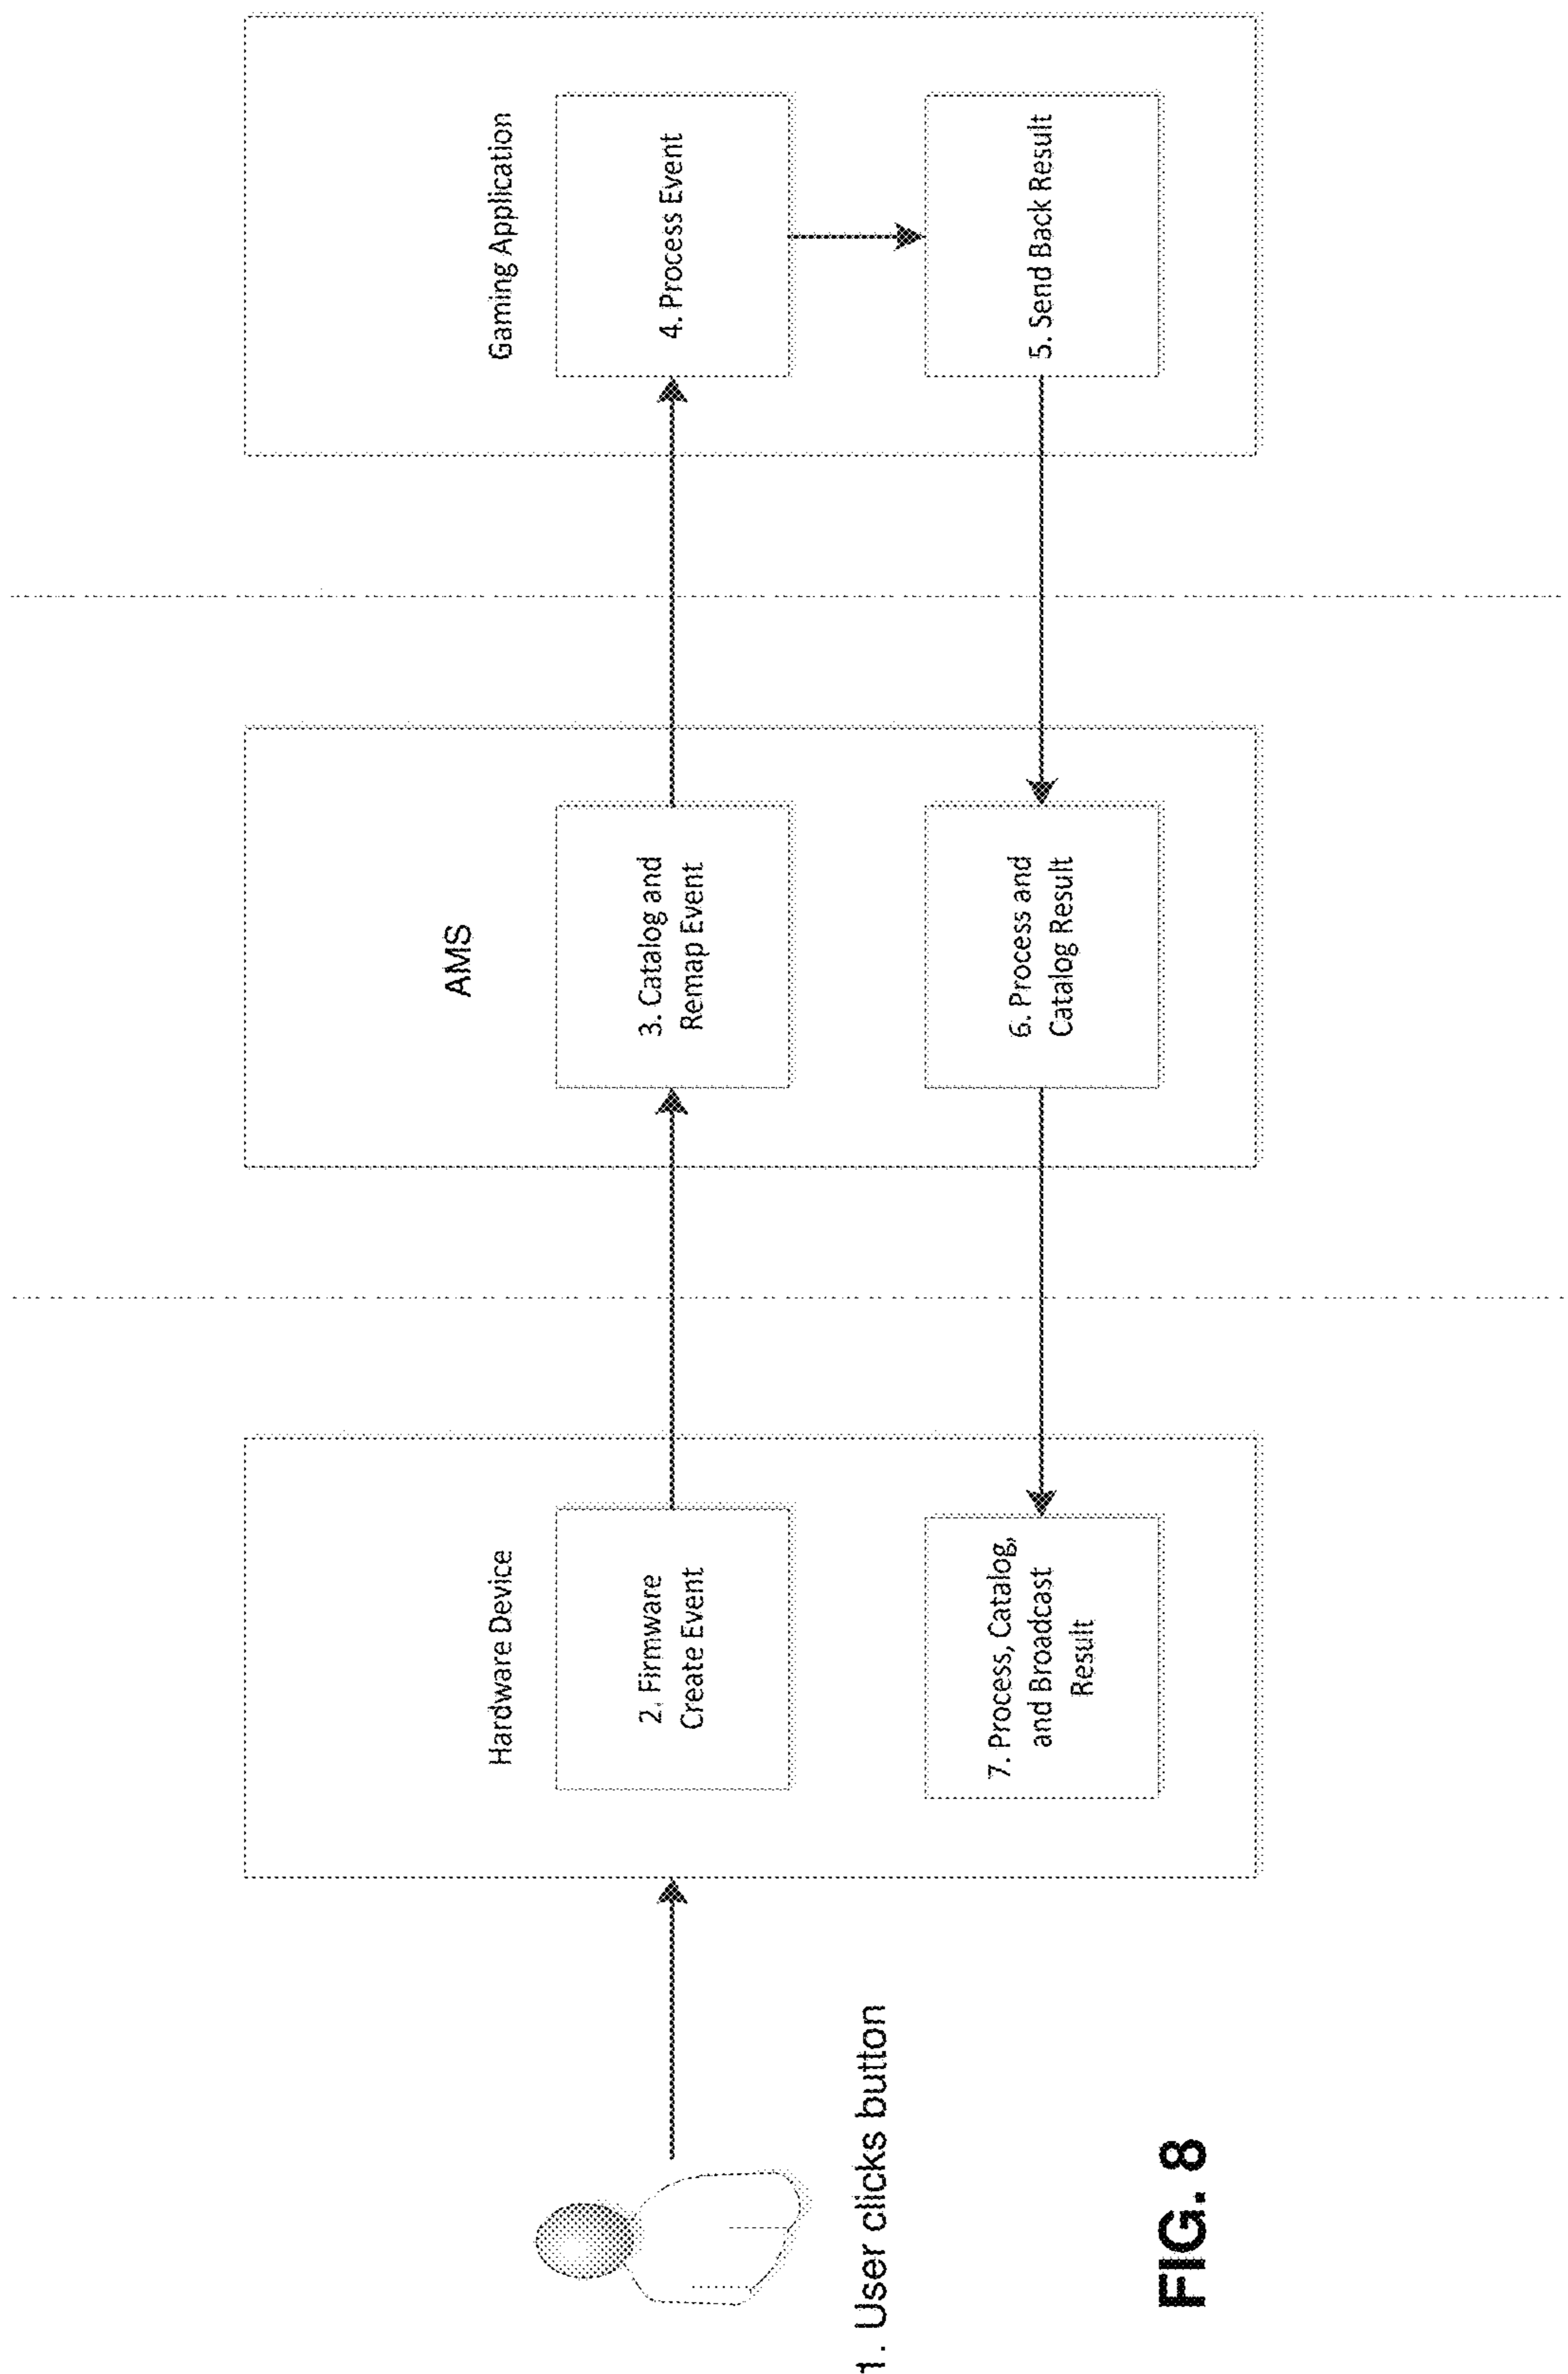 1. User clicks button
Hardware Device
2. Firmware
Create Event
7. Process, Catalog,
and Broadcast
Result
AMS
3. Catalog and
Remap Event
6. Process and
Catalog Result
Gaming Application
4. Process Event
5. Send Back Result
FIG. 8